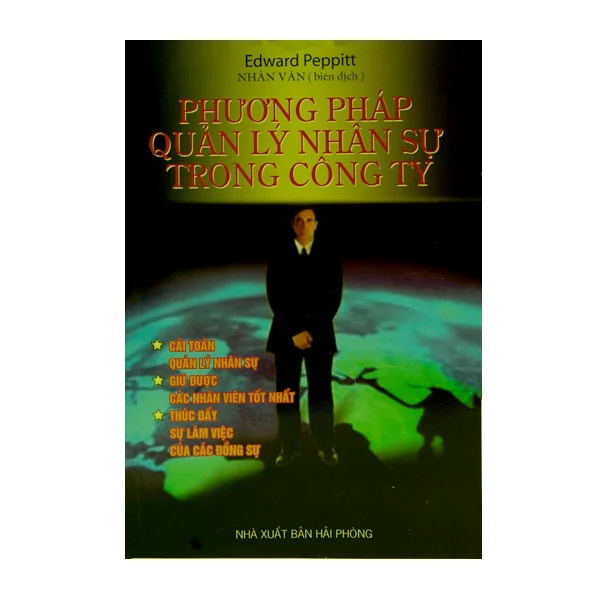 Edward Peppitt
NHÂN VĂN ( biên dịch )
PHƯƠNG PHÁP
QUẢN LÝ NHÂN SỰ
TRONG CÔNG TY
CẢI TOÀN
QUẢN LÝ NHÂN SỰ
GIỮ ĐƯỢC
CÁC NHÂN VIÊN TỐT NHẤT
THÚC ĐẨY
SỰ LÀM VIỆC
CỦA CÁC ĐỒNG SỰ
NHÀ XUẤT BẢN HẢI PHÒNG